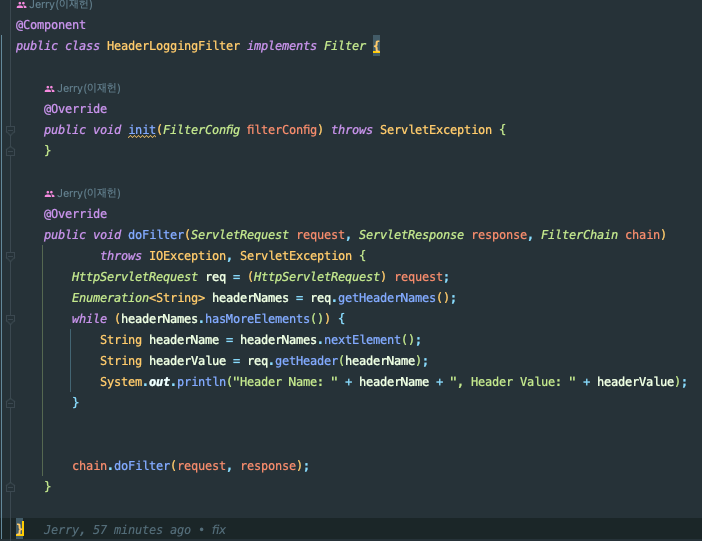 Jerry(이재헌)
@Component
public class HeaderLoggingFilter implements Filter {
Jerry(이재헌)
@Override
public void init(FilterConfig filterConfig) throws ServletException {
}
Jerry(이재헌)
@Override
public void doFilter(ServletRequest request, ServletResponse response, FilterChain chain)
throws IOException, ServletException {
HttpServletRequest req = (HttpServletRequest) request;
Enumeration<String> headerNames = req.getHeaderNames();
while (headerNames.hasMoreElements()) {
String headerName = headerNames.nextElement();
String headerValue = req.getHeader(headerName);
System.out.println("Header Name: " + headerName + ", Header Value: " + headerValue);
}
chain.doFilter(request, response);
}
} Jerry, 57 minutes ago • fix